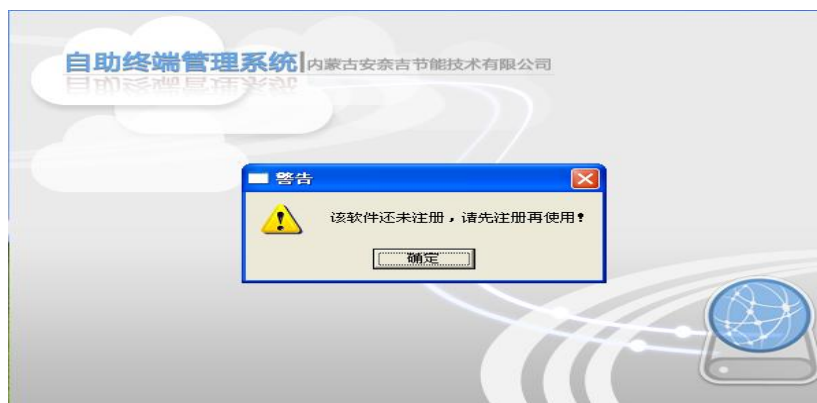 自助终端管理系统|内蒙古安奈吉节能技术有限公司
警告
该软件还未注册，请先注册再使用！
确定